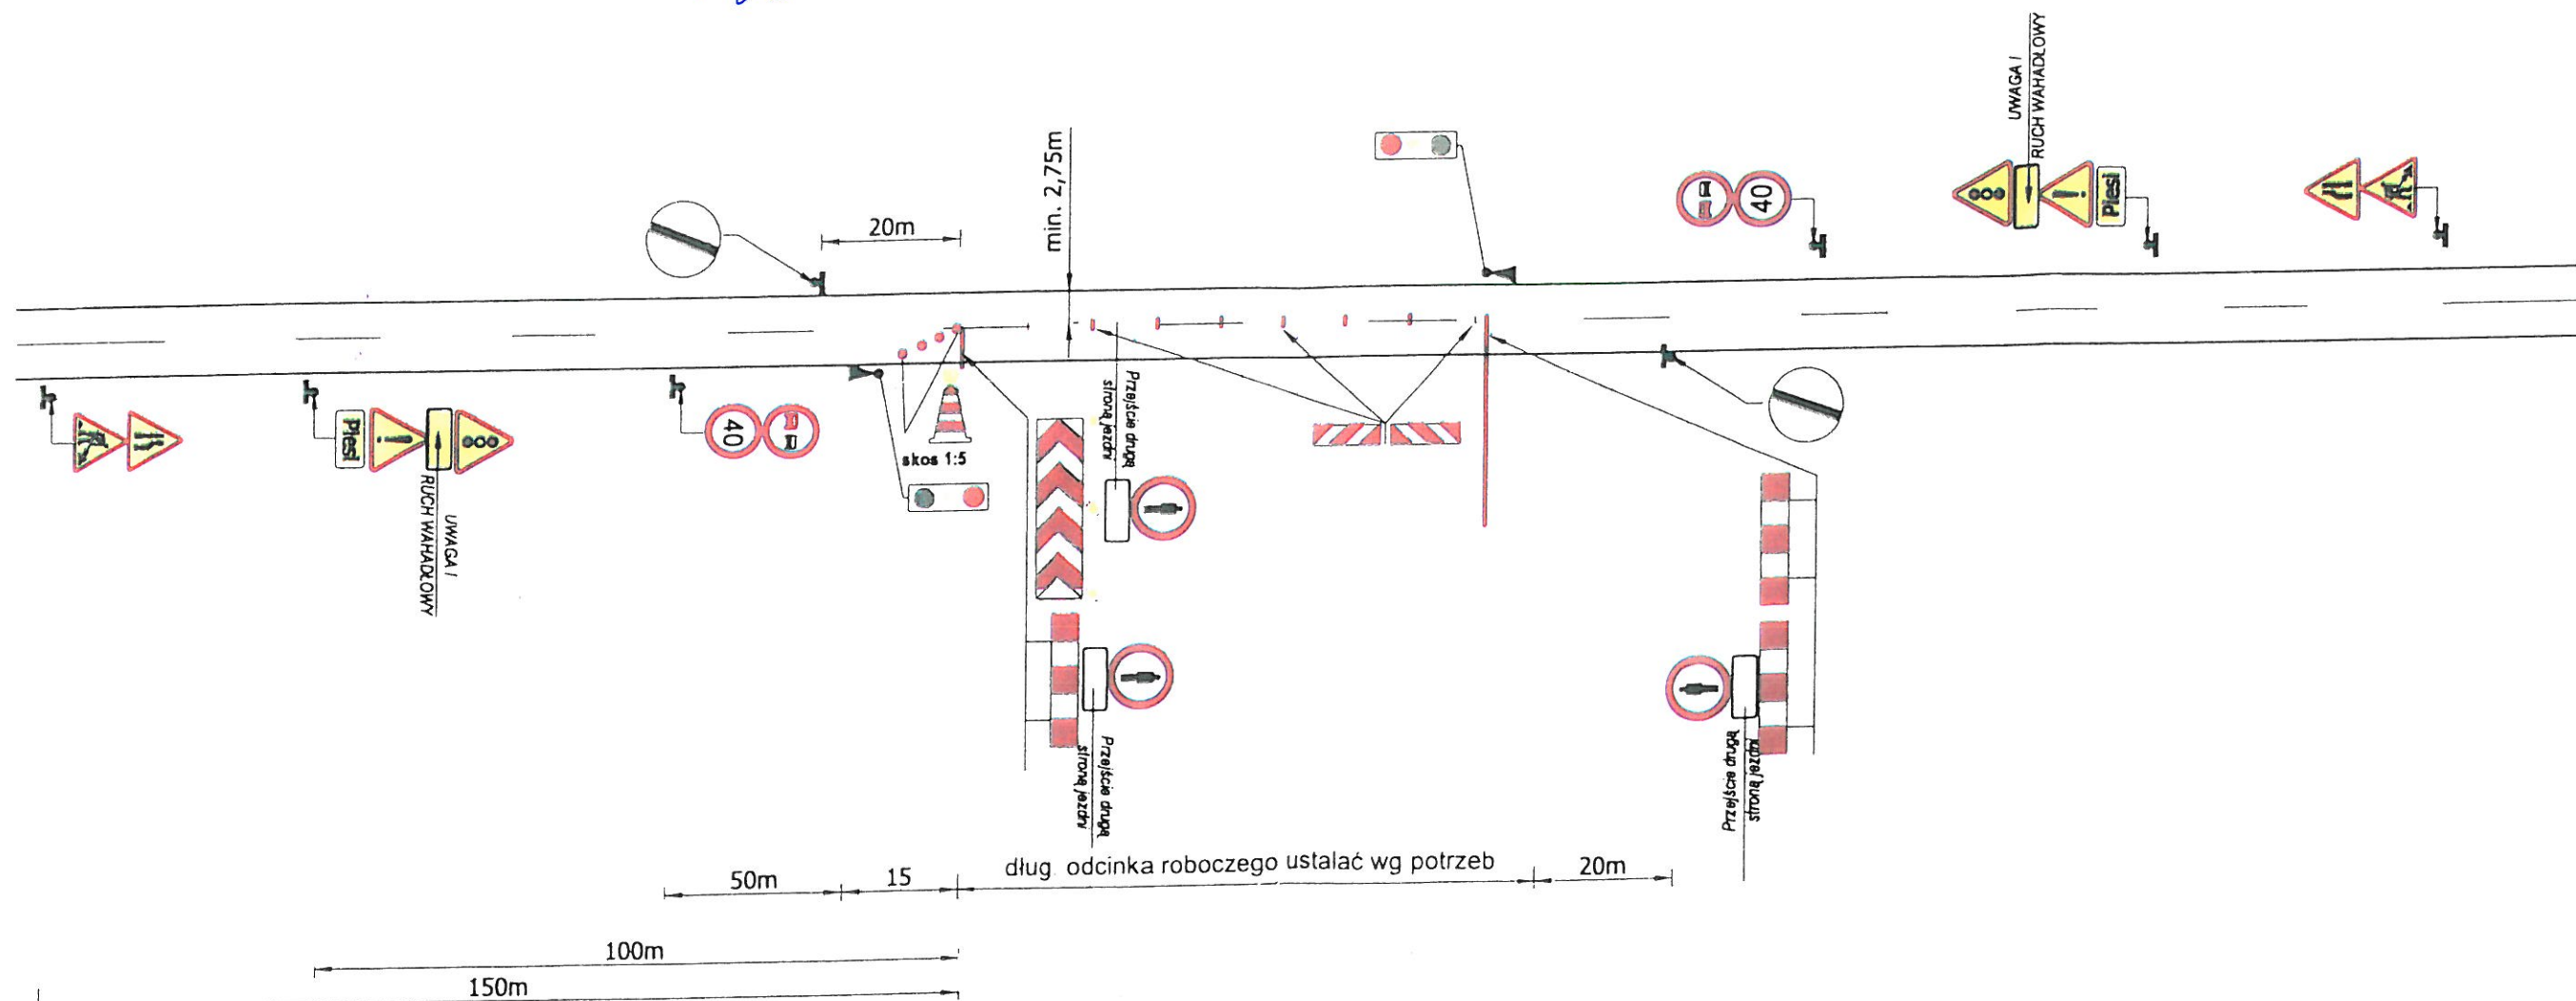 UWAGA !
RUCH WAHADŁOWY
min. 2,75m
20m
40
Piesi
Piesi
40
skos 1:5
UWAGA !
RUCH WAHADŁOWY
Przejście drugą
stroną jezdni
Przejście drugą
stroną jezdni
Przejście drugą
stroną jezdni
50m
15
dług. odcinka roboczego ustalać wg potrzeb
20m
100m
150m